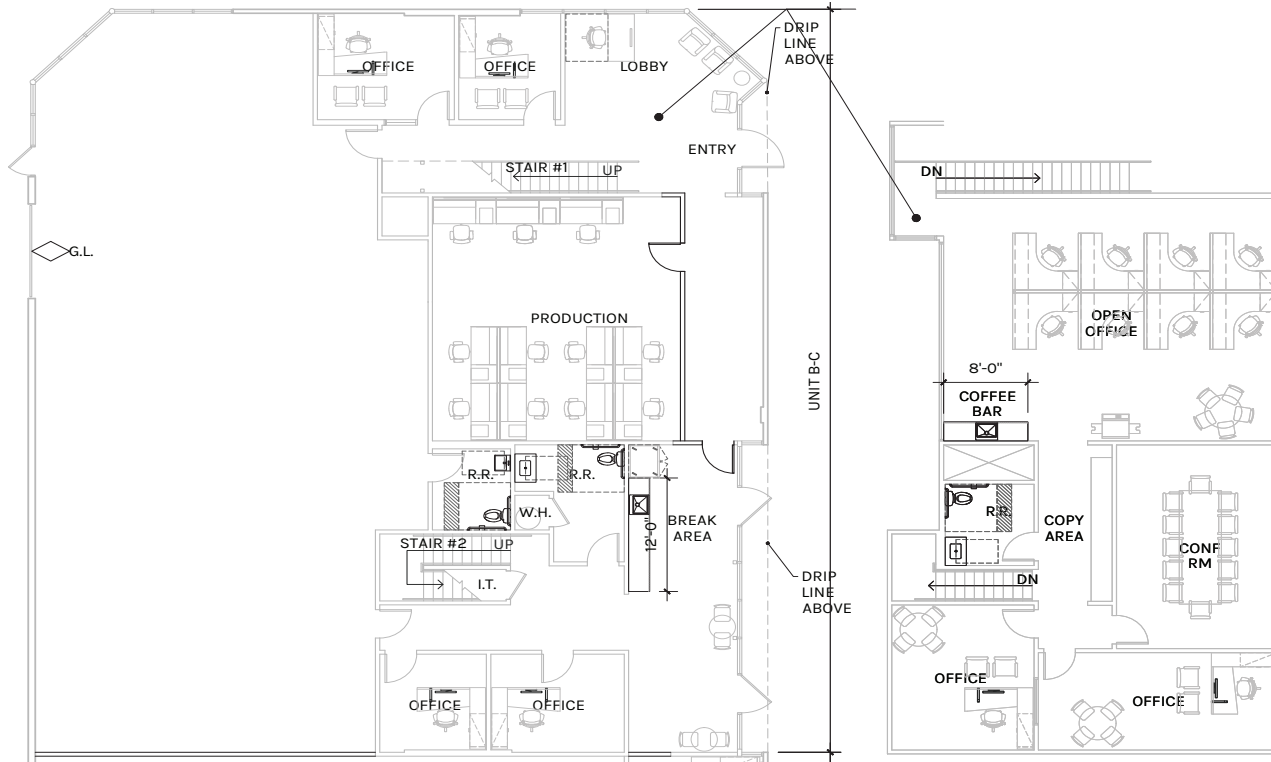 DRIP
LINE
ABOVE
OFFICE
OFFICE
LOBBY
ENTRY
STAIR #1
UP
DN
G.L.
PRODUCTION
OPEN
OFFICE
UNIT B-C
8'-0"
COFFEE
BAR
R.R.
R.R.
W.H.
12'-0"
BREAK
AREA
R.R.
COPY
AREA
CONF
RM
STAIR #2
UP
I.T.
DRIP
LINE
ABOVE
DN
OFFICE
OFFICE
OFFICE
OFFICE